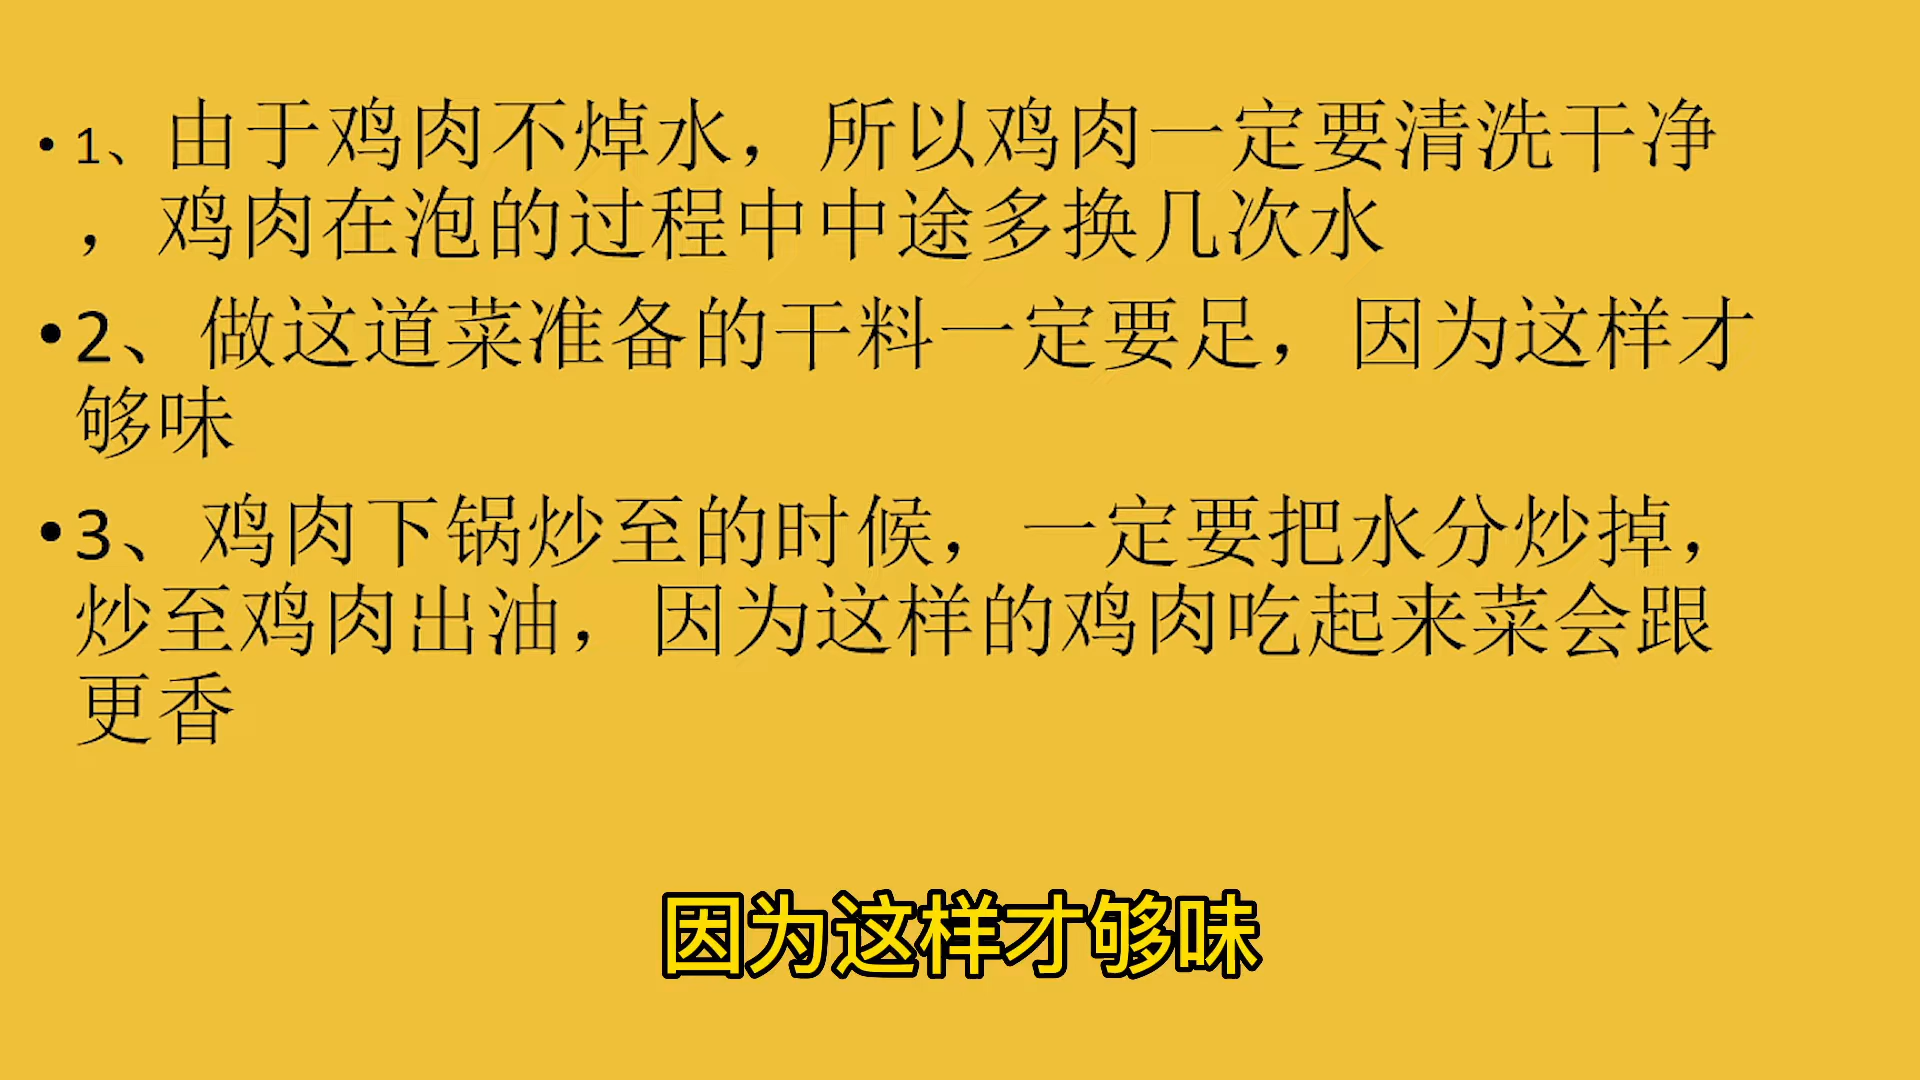 • 1、由于鸡肉不焯水，所以鸡肉一定要清洗干净
，鸡肉在泡的过程中中途多换几次水
• 2、做这道菜准备的干料一定要足，因为这样才
够味
• 3、鸡肉下锅炒至的时候，一定要把水分炒掉，
炒至鸡肉出油，因为这样的鸡肉吃起来菜会跟
更香
因为这样才够味